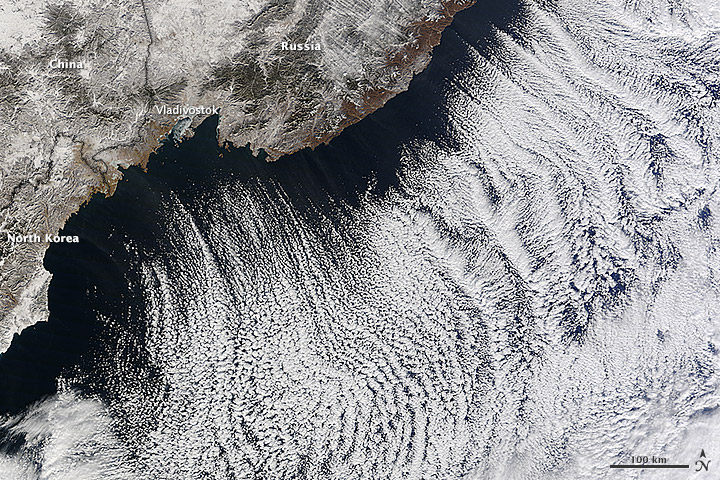 Russia
China
Vladivostok
North Korea
100 km
N